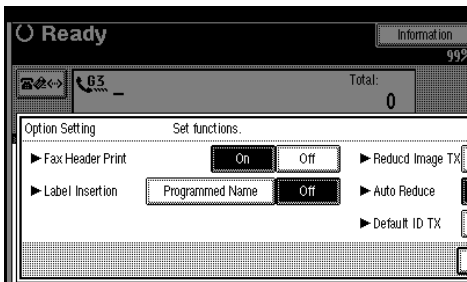 Ready
Information
99%
G3 _
Total:
0
Option Setting Set functions.
► Fax Header Print On Off ► Reducd Image TX
► Label Insertion Programmed Name Off ► Auto Reduce
► Default ID TX